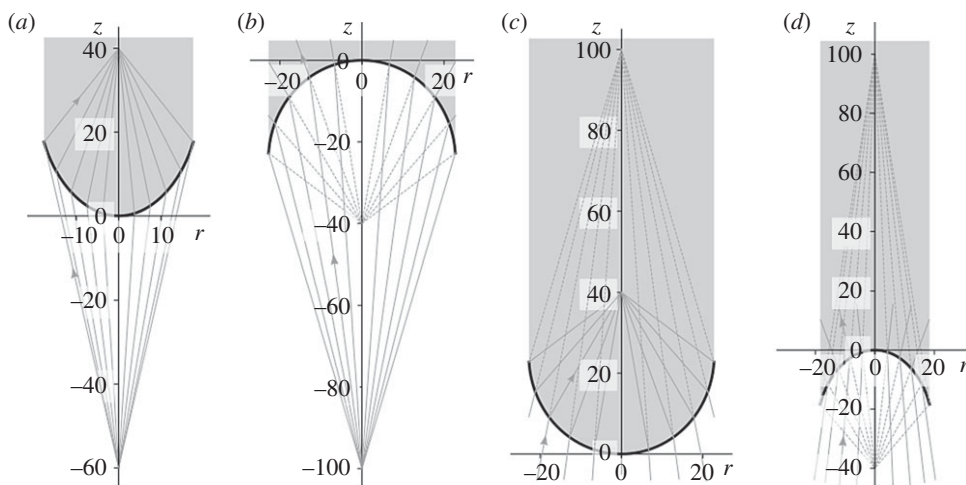 (a) z 40 20 0 −10 0 10 r −20 −40 −60
(b) z 0 −20 0 20 r −20 −40 −60 −80 −100
(c) z 100 80 60 40 20 0 −20 0 20 r
(d) z 100 80 60 40 20 0 −20 0 20 r −20 −40